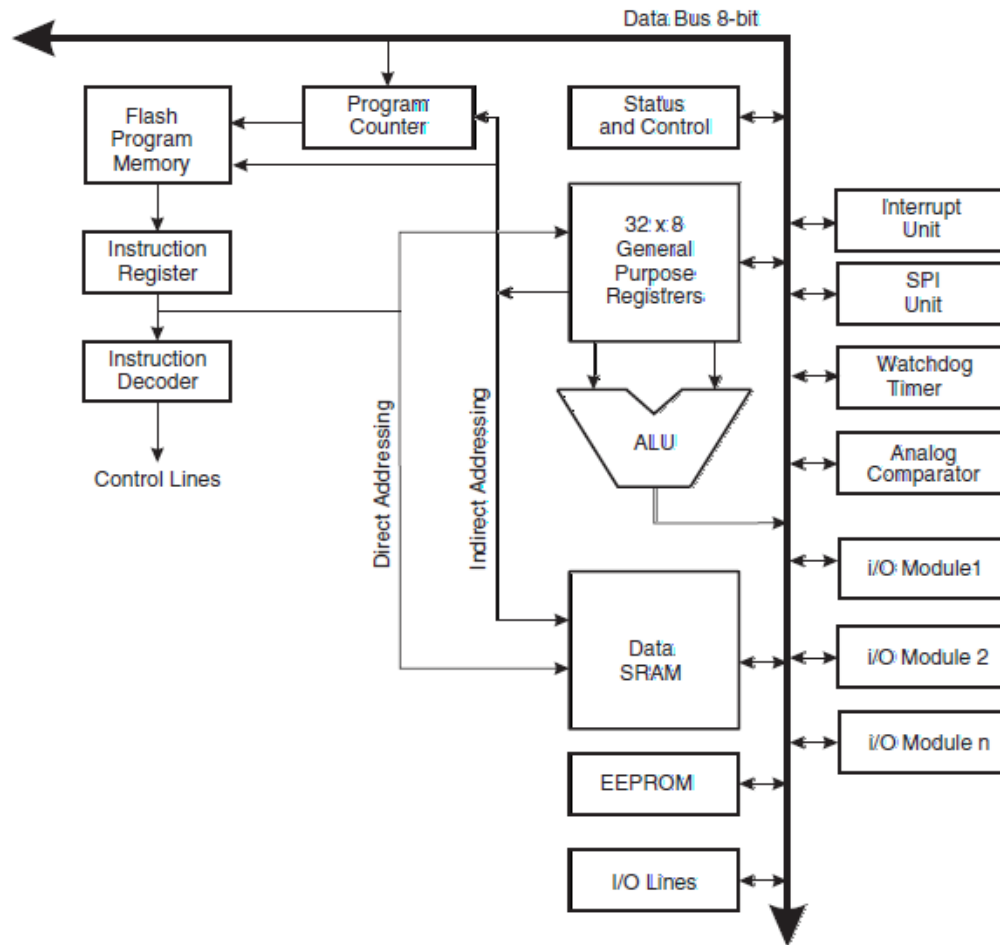 Data Bus 8-bit
Flash
Program
Memory
Program
Counter
Status
and Control
Interrupt
Unit
32 x 8
General
Purpose
Registrers
Instruction
Register
SPI
Unit
Instruction
Decoder
Watchdog
Timer
ALU
Analog
Comparator
Control Lines
Direct Addressing
Indirect Addressing
i/O Module1
Data
SRAM
i/O Module 2
i/O Module n
EEPROM
I/O Lines